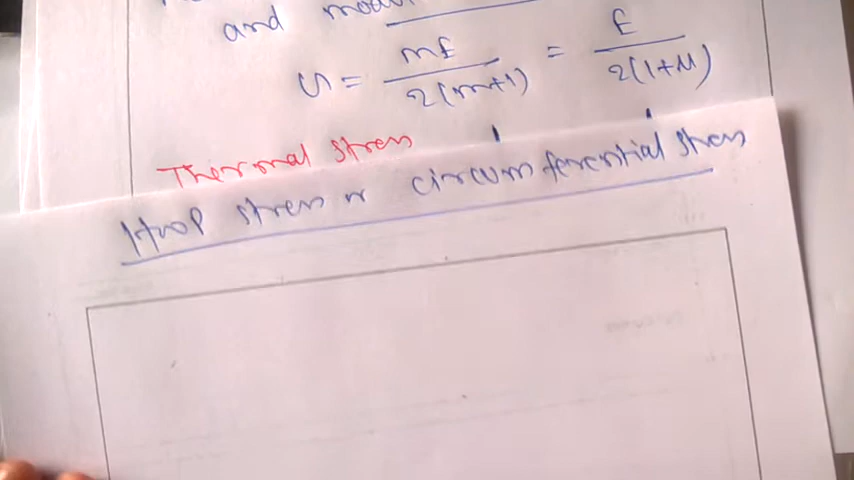 and
G = mE / 2(m+1) = E / 2(1+μ)
Thermal stress
Hoop stress or circumferential stress